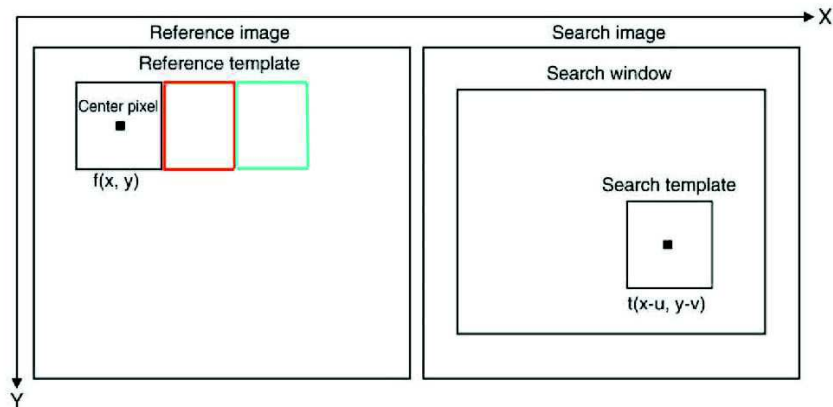 X
Reference image
Search image
Reference template
Search window
Center pixel
f(x, y)
Search template
t(x-u, y-v)
Y